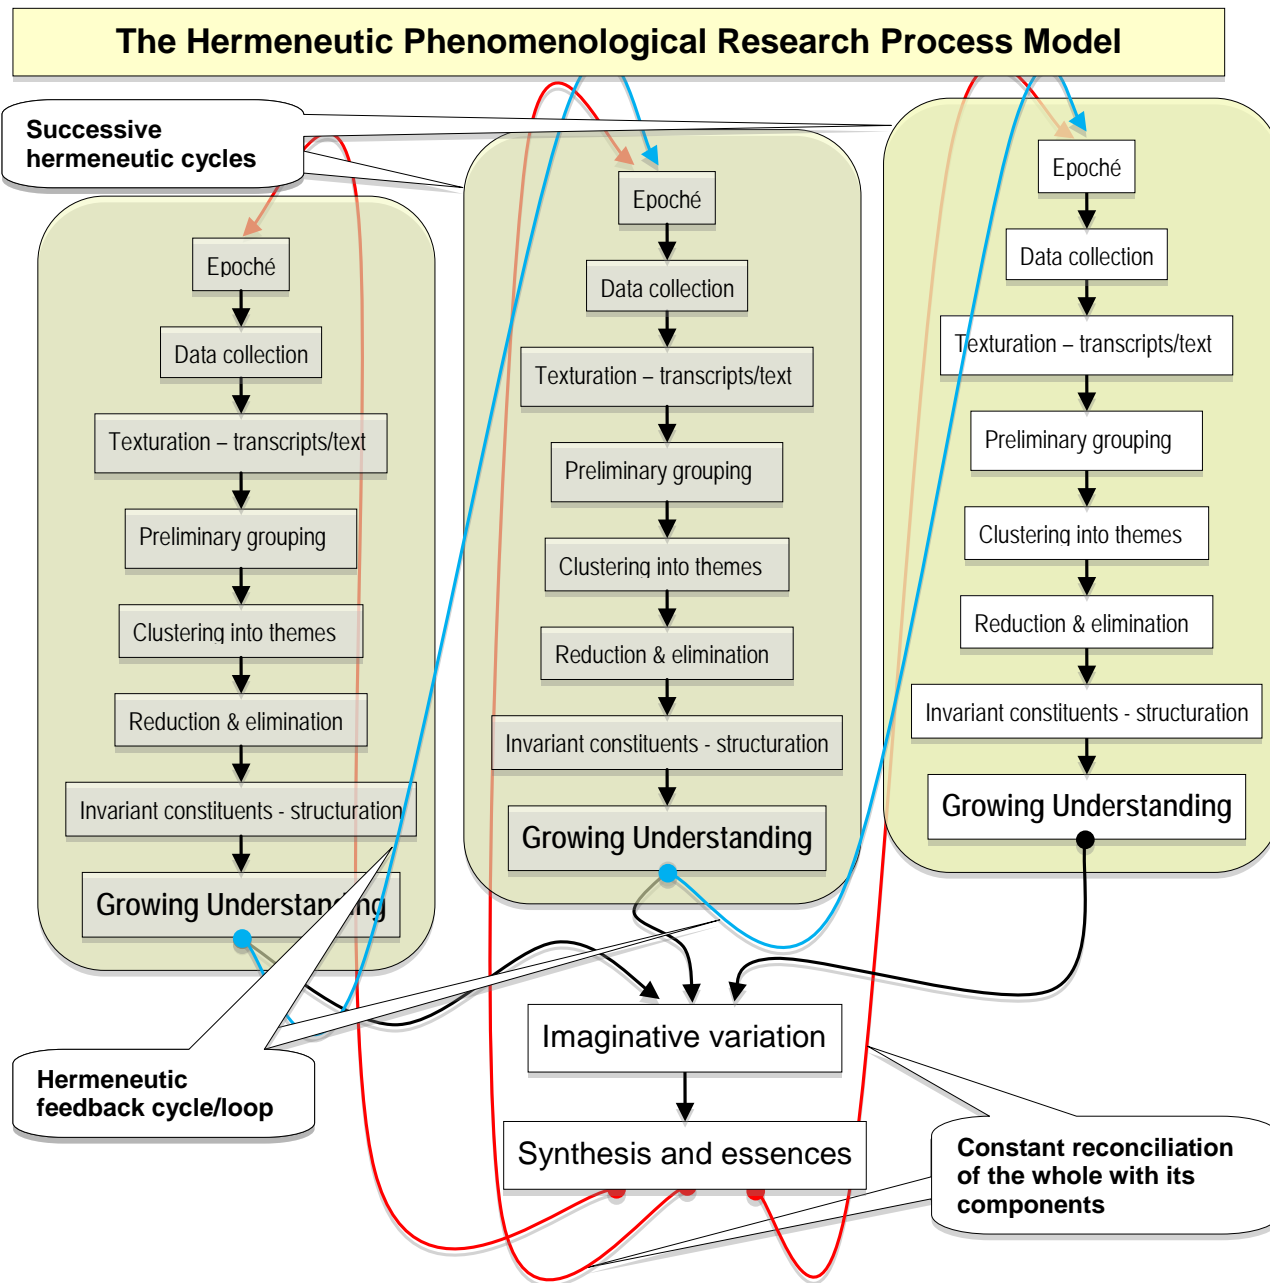 The Hermeneutic Phenomenological Research Process Model
Successive
hermeneutic cycles
Epoché
Data collection
Texturation – transcripts/text
Preliminary grouping
Clustering into themes
Reduction & elimination
Invariant constituents - structuration
Growing Understanding
Epoché
Data collection
Texturation – transcripts/text
Preliminary grouping
Clustering into themes
Reduction & elimination
Invariant constituents - structuration
Growing Understanding
Epoché
Data collection
Texturation – transcripts/text
Preliminary grouping
Clustering into themes
Reduction & elimination
Invariant constituents - structuration
Growing Understanding
Imaginative variation
Synthesis and essences
Hermeneutic
feedback cycle/loop
Constant reconciliation
of the whole with its
components